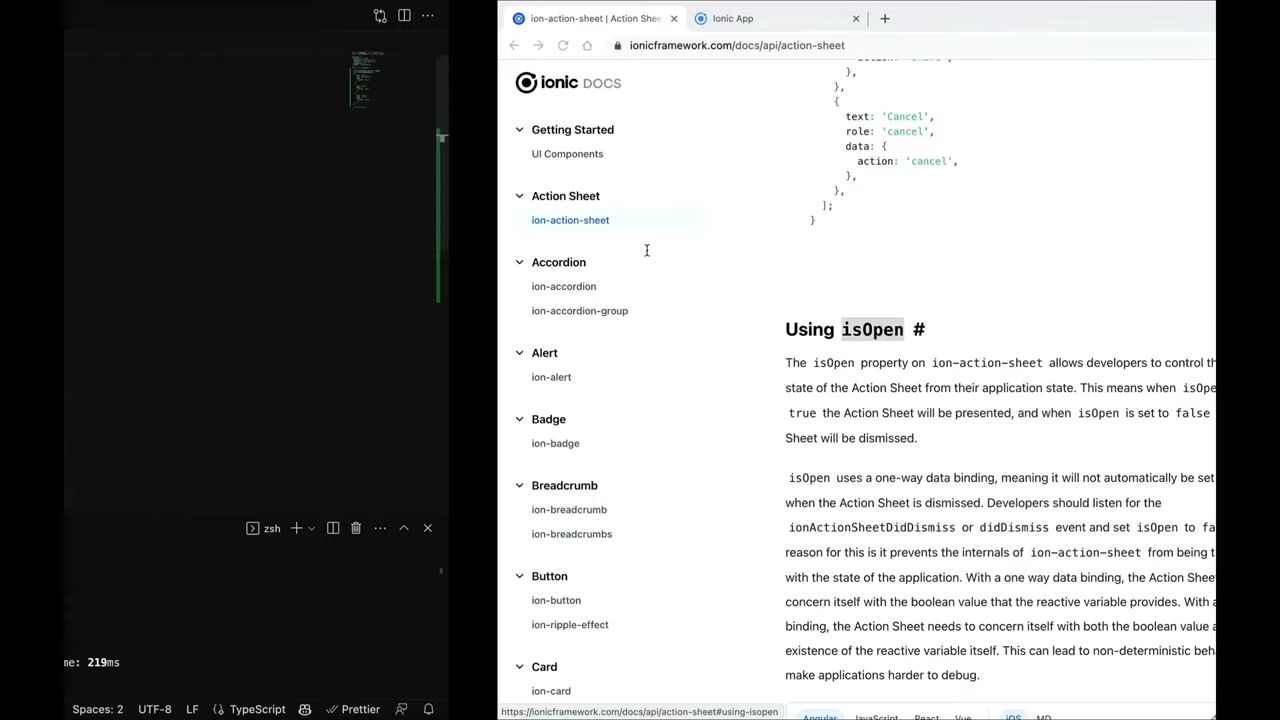 ion-action-sheet | Action Shee
Ionic App
ionicframework.com/docs/api/action-sheet
ionic DOCS
Getting Started
UI Components
Action Sheet
ion-action-sheet
Accordion
ion-accordion
ion-accordion-group
Alert
ion-alert
Badge
ion-badge
Breadcrumb
ion-breadcrumb
ion-breadcrumbs
Button
ion-button
ion-ripple-effect
Card
ion-card
https://ionicframework.com/docs/api/action-sheet#using-isopen
},
},
{
text: 'Cancel',
role: 'cancel',
data: {
action: 'cancel',
},
},
];
}
Using isOpen #
The isOpen property on ion-action-sheet allows developers to control th
state of the Action Sheet from their application state. This means when isOpe
true the Action Sheet will be presented, and when isOpen is set to false
Sheet will be dismissed.
isOpen uses a one-way data binding, meaning it will not automatically be set
when the Action Sheet is dismissed. Developers should listen for the
ionActionSheetDidDismiss or didDismiss event and set isOpen to fa
reason for this is it prevents the internals of ion-action-sheet from being t
with the state of the application. With a one way data binding, the Action Shee
concern itself with the boolean value that the reactive variable provides. With a
binding, the Action Sheet needs to concern itself with both the boolean value a
existence of the reactive variable itself. This can lead to non-deterministic beh
make applications harder to debug.
Angular JavaScript React Vue iOS MD
zsh
me: 219ms
Spaces: 2 UTF-8 LF {} TypeScript Prettier